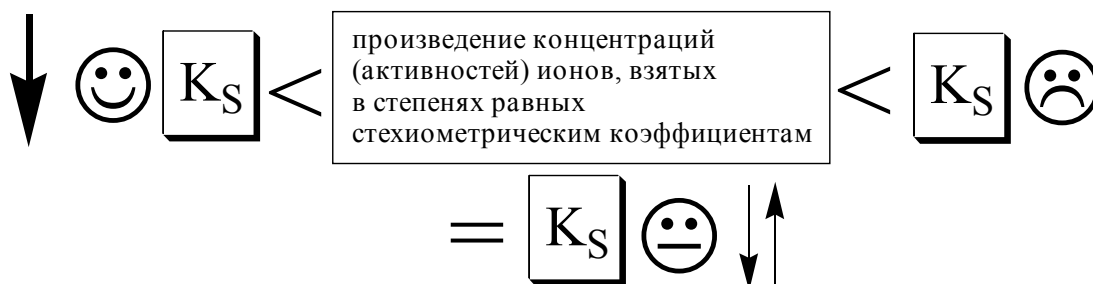 K_S < произведение концентраций
(активностей) ионов, взятых
в степенях равных
стехиометрическим коэффициентам < K_S
= K_S